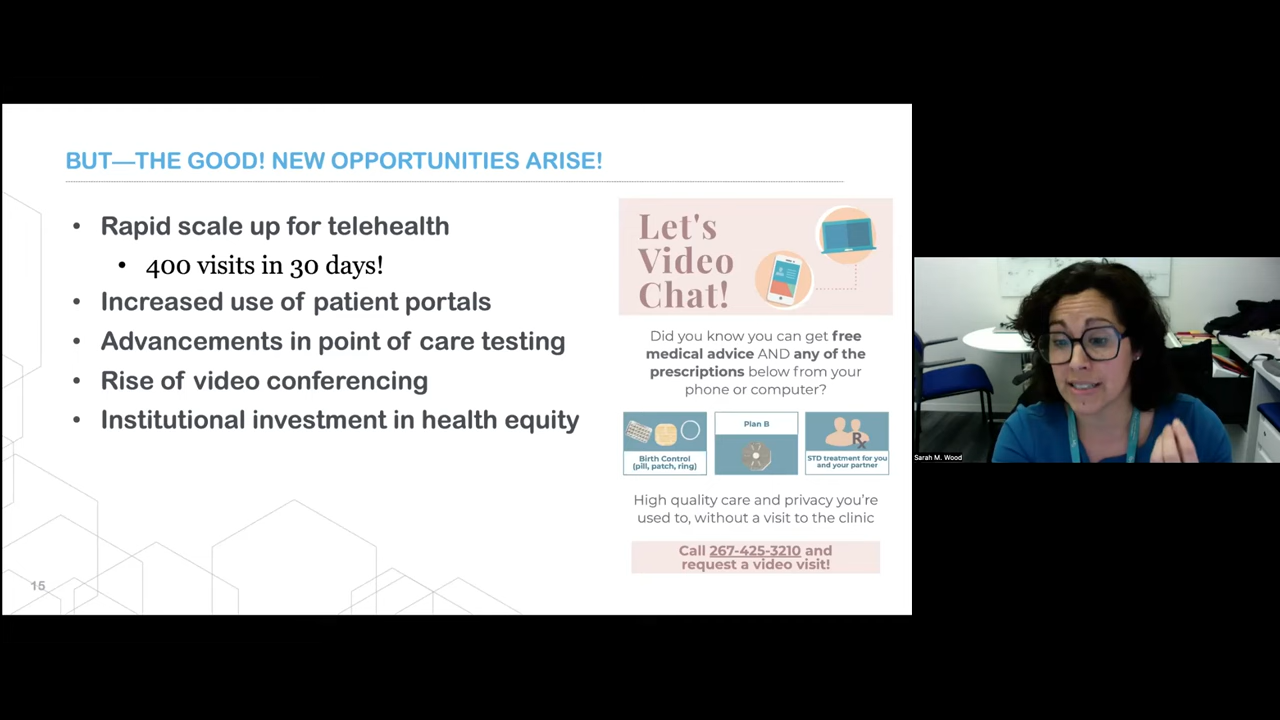 BUT—THE GOOD! NEW OPPORTUNITIES ARISE!
• Rapid scale up for telehealth
• 400 visits in 30 days!
• Increased use of patient portals
• Advancements in point of care testing
• Rise of video conferencing
• Institutional investment in health equity
15
Let's
Video
Chat!
Did you know you can get free
medical advice AND any of the
prescriptions below from your
phone or computer?
Birth Control
(pill, patch, ring)
Plan B
Rx
STD treatment for you
and your partner
High quality care and privacy you're
used to, without a visit to the clinic
Call 267-425-3210 and
request a video visit!
Sarah M. Wood